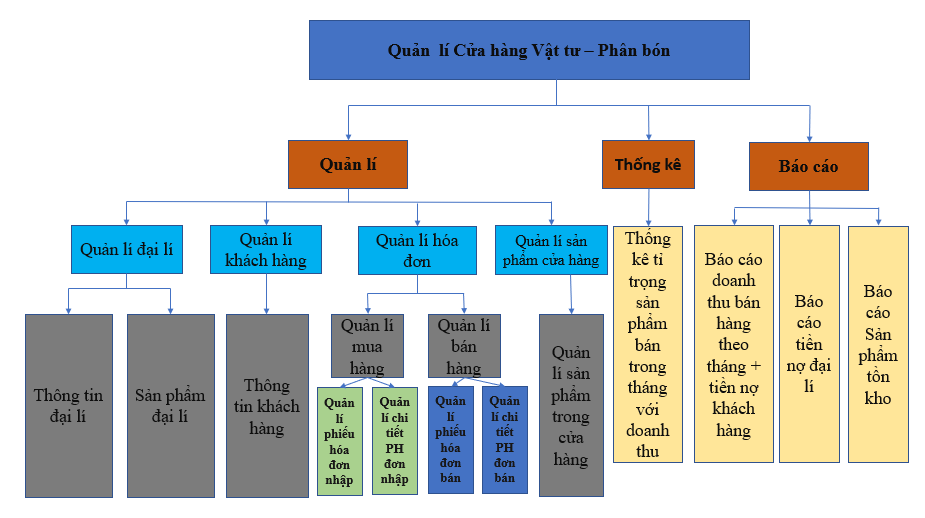 Quản lí Cửa hàng Vật tư – Phân bón
Quản lí
Thống kê
Báo cáo
Quản lí đại lí
Quản lí
khách hàng
Quản lí hóa
đơn
Quản lí sản
phẩm cửa hàng
Thông tin
đại lí
Sản phẩm
đại lí
Thông
tin khách
hàng
Quản lí
mua
hàng
Quản lí
bán
hàng
Quản
lí
phiếu
hóa
đơn
nhập
Quản
lí chi
tiết
PH
đơn
nhập
Quản
lí
phiếu
hóa
đơn
bán
Quản
lí chi
tiết
PH
đơn
bán
Quản
lí sản
phẩm
trong
cửa
hàng
Thống
kê tỉ
trọng
sản
phẩm
bán
trong
tháng
với
doanh
thu
Báo cáo
doanh
thu bán
hàng
theo
tháng +
tiền nợ
khách
hàng
Báo
cáo
tiền
nợ đại
lí
Báo
cáo
Sản
phẩm
tồn
kho